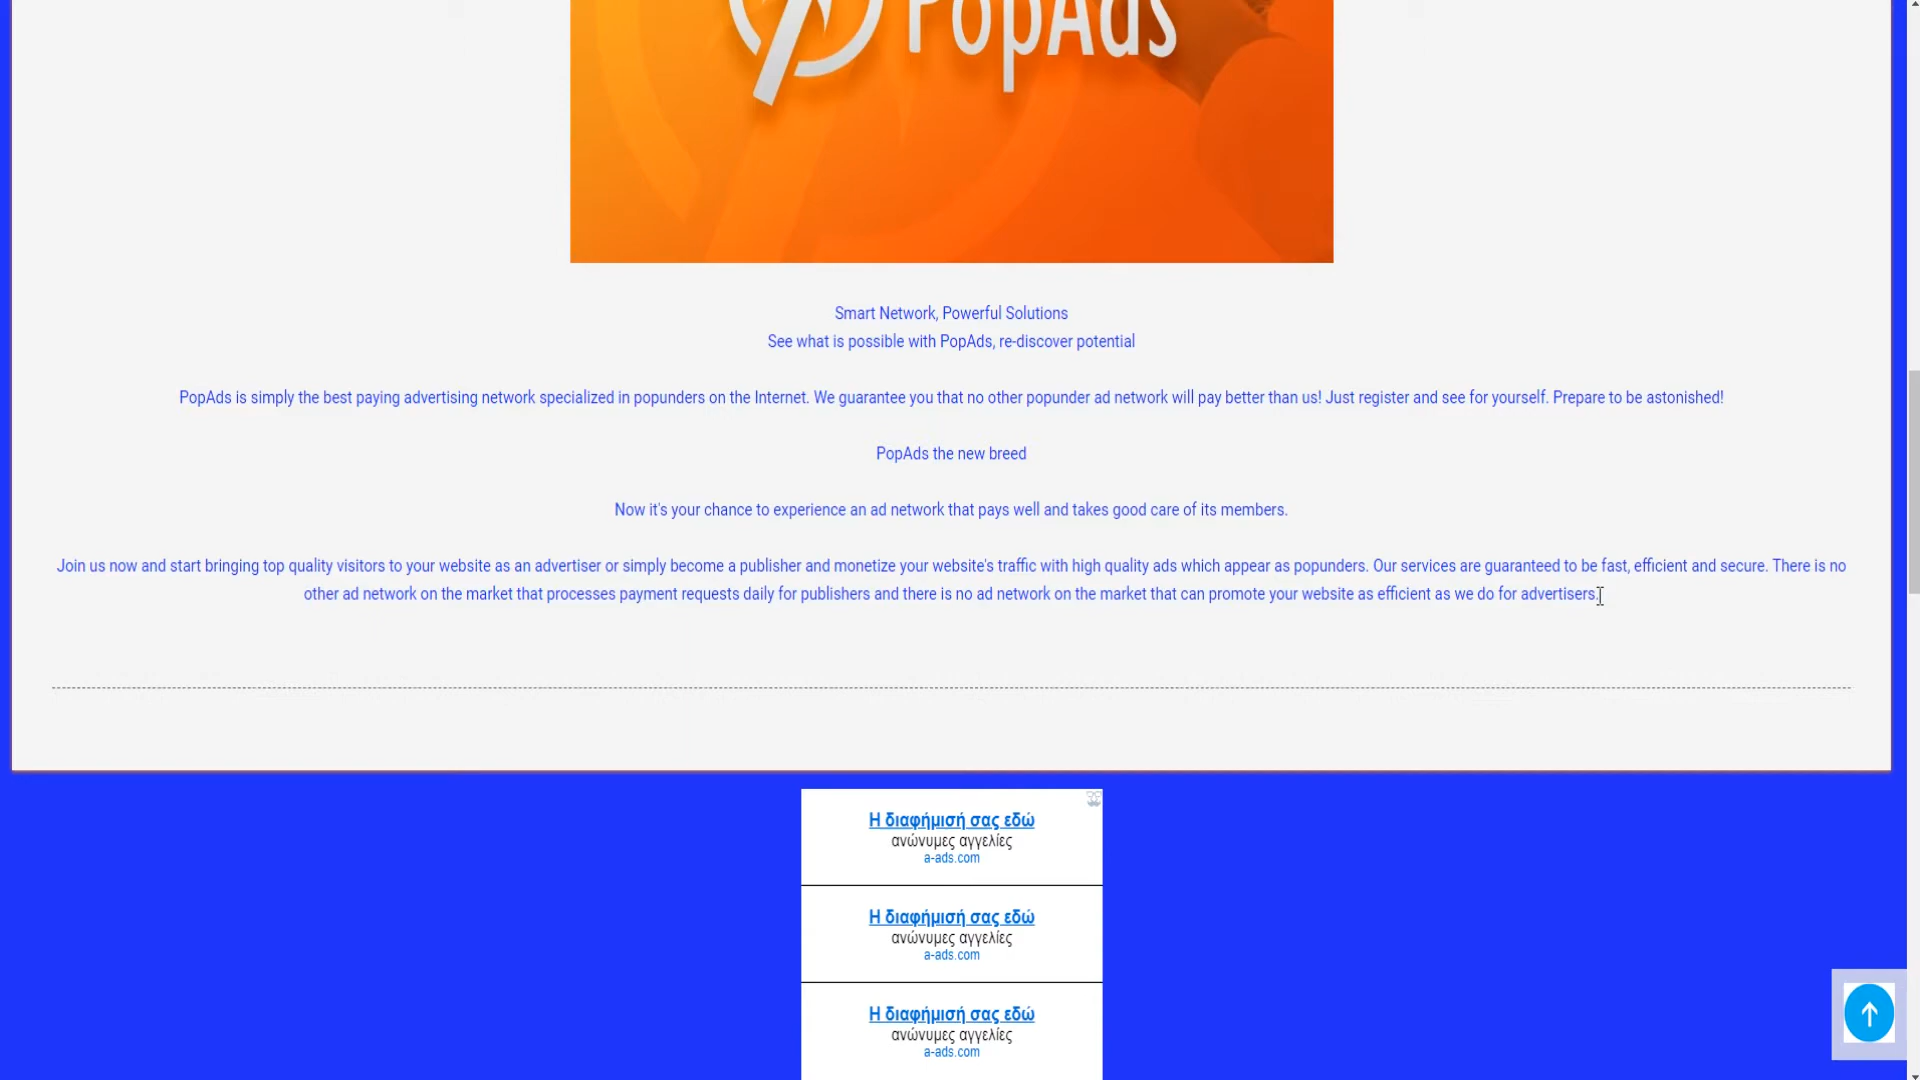 PopAds
Smart Network, Powerful Solutions
See what is possible with PopAds, re-discover potential
PopAds is simply the best paying advertising network specialized in popunders on the Internet. We guarantee you that no other popunder ad network will pay better than us! Just register and see for yourself. Prepare to be astonished!
PopAds the new breed
Now it's your chance to experience an ad network that pays well and takes good care of its members.
Join us now and start bringing top quality visitors to your website as an advertiser or simply become a publisher and monetize your website's traffic with high quality ads which appear as popunders. Our services are guaranteed to be fast, efficient and secure. There is no
other ad network on the market that processes payment requests daily for publishers and there is no ad network on the market that can promote your website as efficient as we do for advertisers.
Η διαφήμισή σας εδώ
ανώνυμες αγγελίες
a-ads.com
Η διαφήμισή σας εδώ
ανώνυμες αγγελίες
a-ads.com
Η διαφήμισή σας εδώ
ανώνυμες αγγελίες
a-ads.com